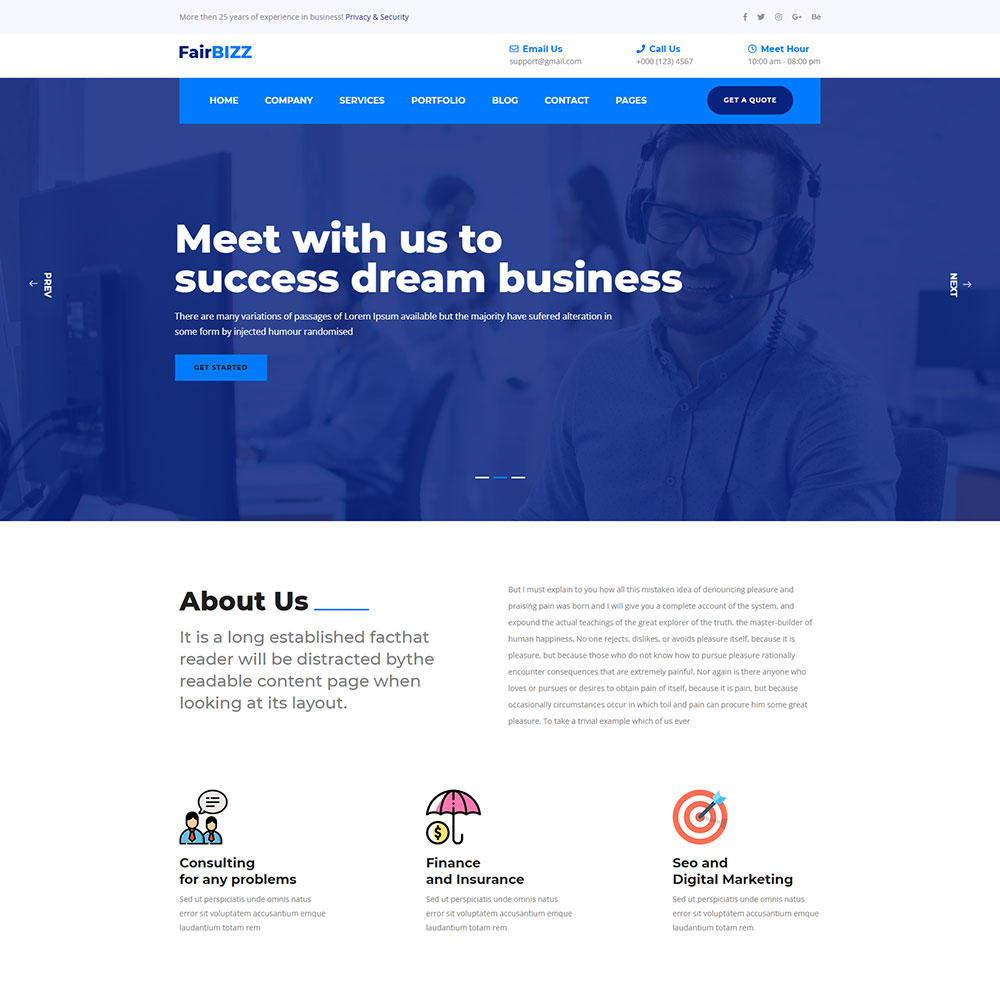 More then 25 years of experience in business! Privacy & Security
FairBIZZ
Email Us
support@gmail.com
Call Us
+000 (123) 4567
Meet Hour
10:00 am - 08:00 pm
HOME COMPANY SERVICES PORTFOLIO BLOG CONTACT PAGES GET A QUOTE
PREV
Meet with us to
success dream business
There are many variations of passages of Lorem Ipsum available but the majority have sufered alteration in
some form by injected humour randomised
GET STARTED
NEXT
About Us
It is a long established facthat
reader will be distracted bythe
readable content page when
looking at its layout.
But I must explain to you how all this mistaken idea of denouncing pleasure and
praising pain was born and I will give you a complete account of the system, and
expound the actual teachings of the great explorer of the truth, the master-builder of
human happiness. No one rejects, dislikes, or avoids pleasure itself, because it is
pleasure, but because those who do not know how to pursue pleasure rationally
encounter consequences that are extremely painful. Nor again is there anyone who
loves or pursues or desires to obtain pain of itself, because it is pain, but because
occasionally circumstances occur in which toil and pain can procure him some great
pleasure. To take a trivial example which of us ever
Consulting
for any problems
Sed ut perspiciatis unde omnis natus
error sit voluptatem accusantium emque
laudantium totam rem
Finance
and Insurance
Sed ut perspiciatis unde omnis natus
error sit voluptatem accusantium emque
laudantium totam rem
Seo and
Digital Marketing
Sed ut perspiciatis unde omnis natus
error sit voluptatem accusantium emque
laudantium totam rem